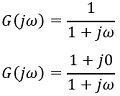 G(jω) = 1 / (1 + jω)
G(jω) = (1 + j0) / (1 + jω)